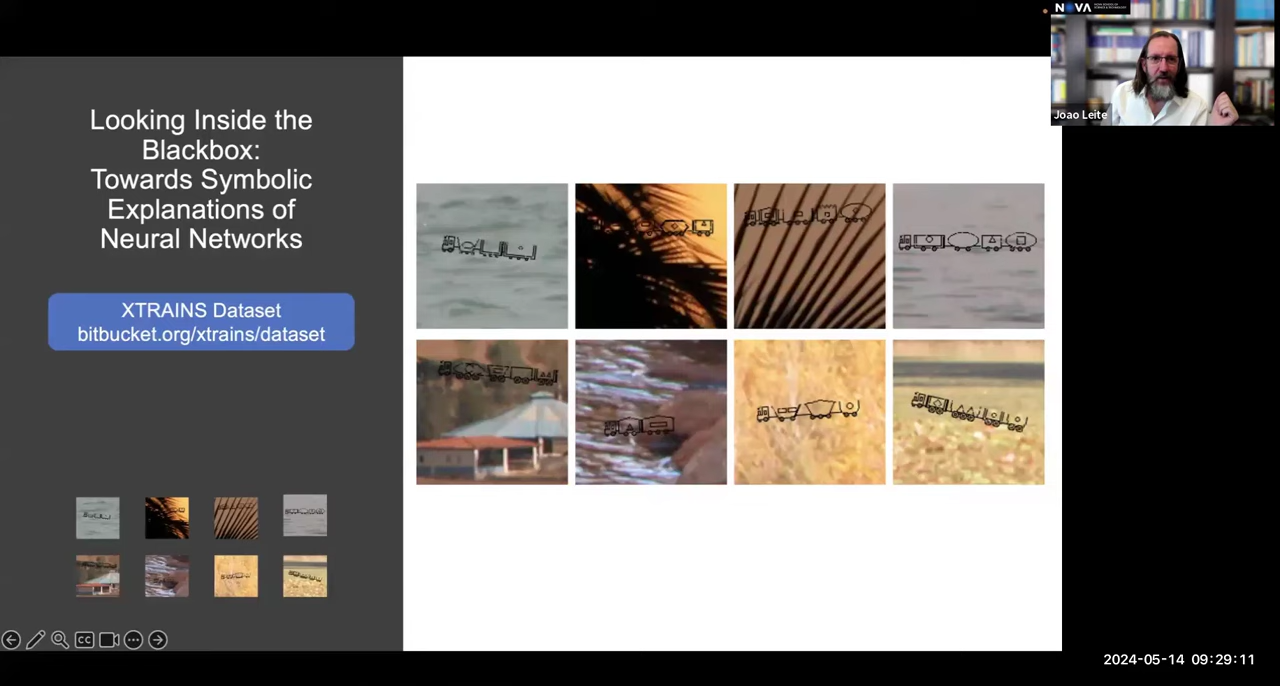 Looking Inside the
Blackbox:
Towards Symbolic
Explanations of
Neural Networks
XTRAINS Dataset
bitbucket.org/xtrains/dataset
CC
NOVA
Joao Leite
2024-05-14 09:29:11